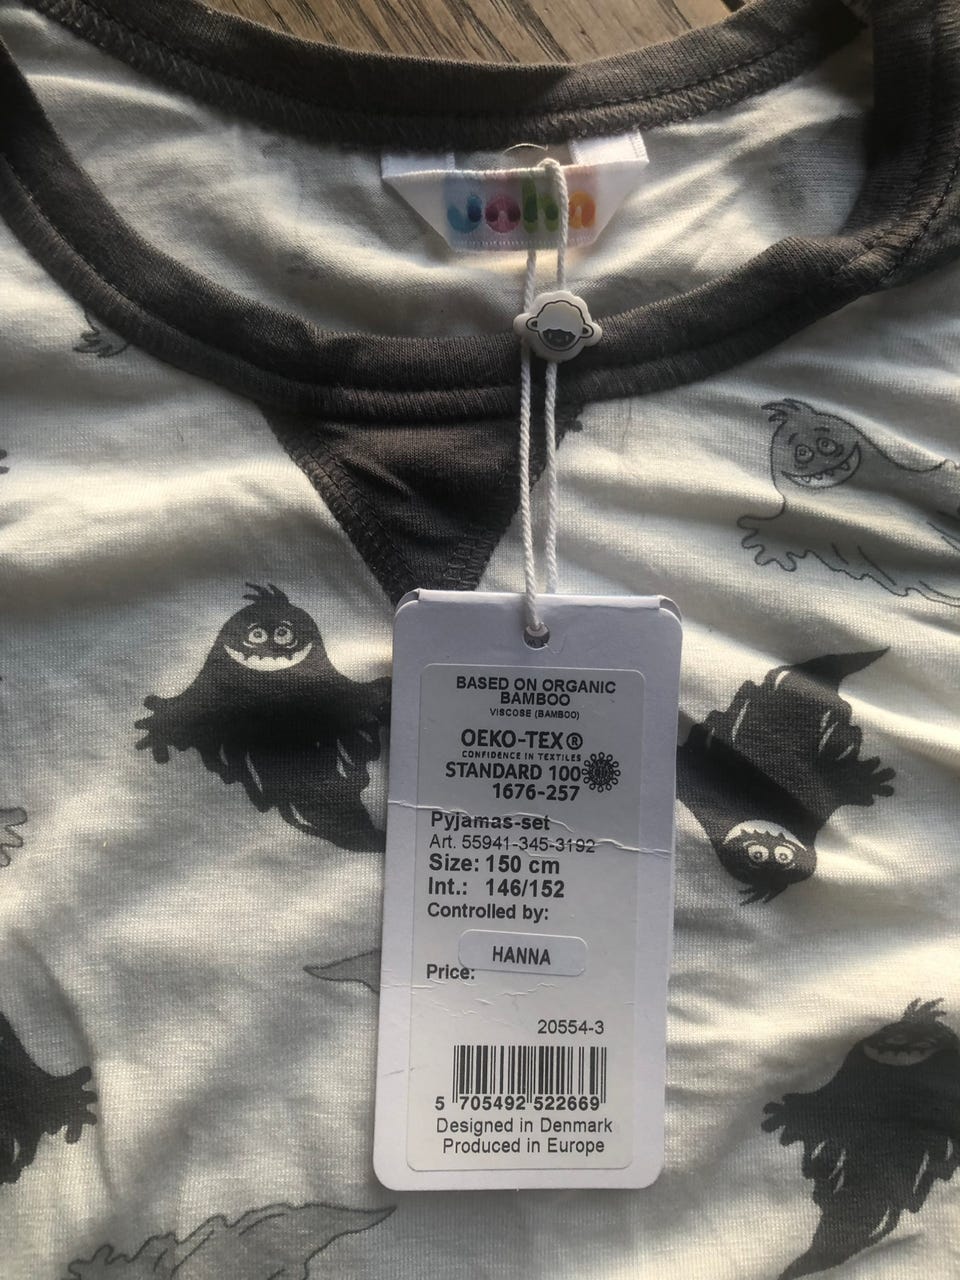 Joha
BASED ON ORGANIC
BAMBOO
VISCOSE (BAMBOO)
OEKO-TEX®
CONFIDENCE IN TEXTILES
STANDARD 100
1676-257
Pyjamas-set
Art. 55941-345-3192
Size: 150 cm
Int.: 146/152
Controlled by:
HANNA
Price:
20554-3
5 705492 522669
Designed in Denmark
Produced in Europe